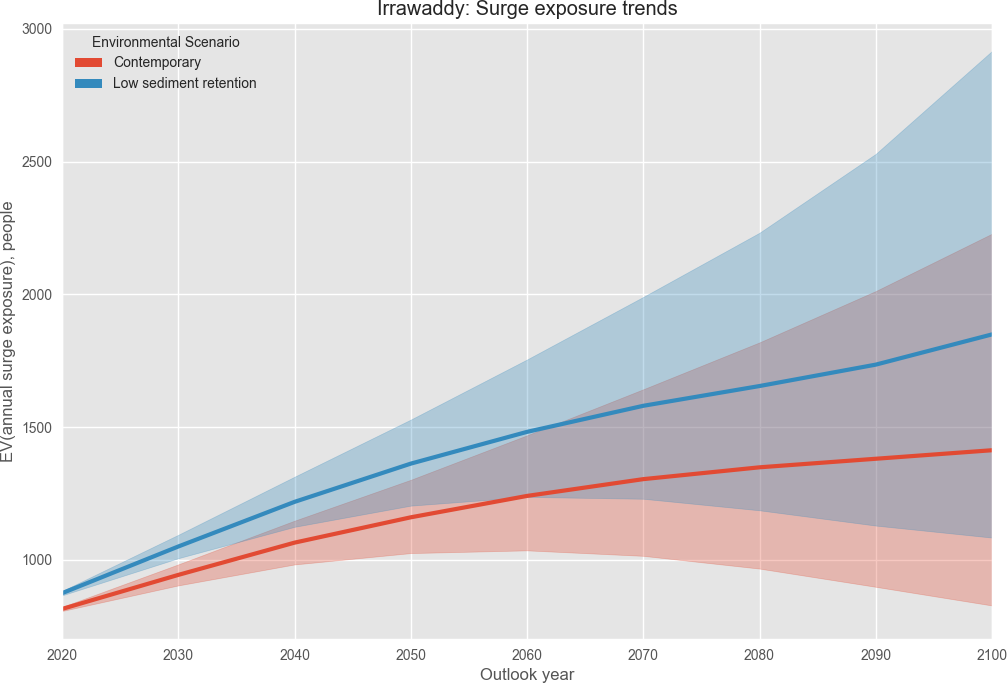 Irrawaddy: Surge exposure trends
Environmental Scenario
Contemporary
Low sediment retention
3000
2500
2000
1500
1000
EV(annual surge exposure), people
2020 2030 2040 2050 2060 2070 2080 2090 2100
Outlook year